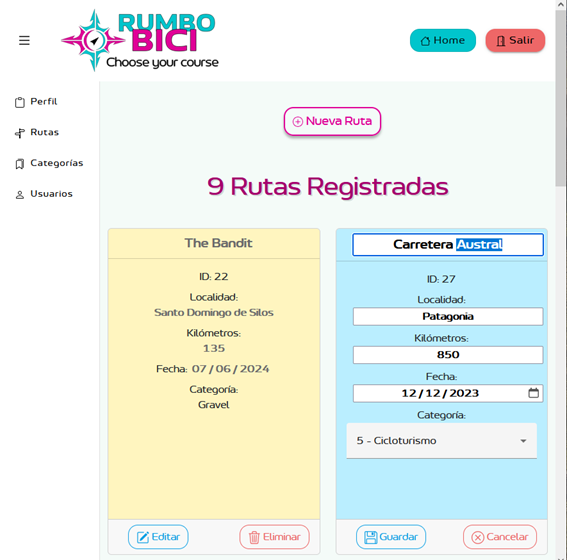 RUMBO
BICI
Choose your course
Home
Salir
Perfil
Rutas
Categorías
Usuarios
Nueva Ruta
9 Rutas Registradas
The Bandit
ID: 22
Localidad:
Santo Domingo de Silos
Kilómetros:
135
Fecha: 07/06/2024
Categoría:
Gravel
Editar
Eliminar
Carretera Austral
ID: 27
Localidad:
Patagonia
Kilómetros:
850
Fecha:
12/12/2023
Categoría:
5 - Cicloturismo
Guardar
Cancelar